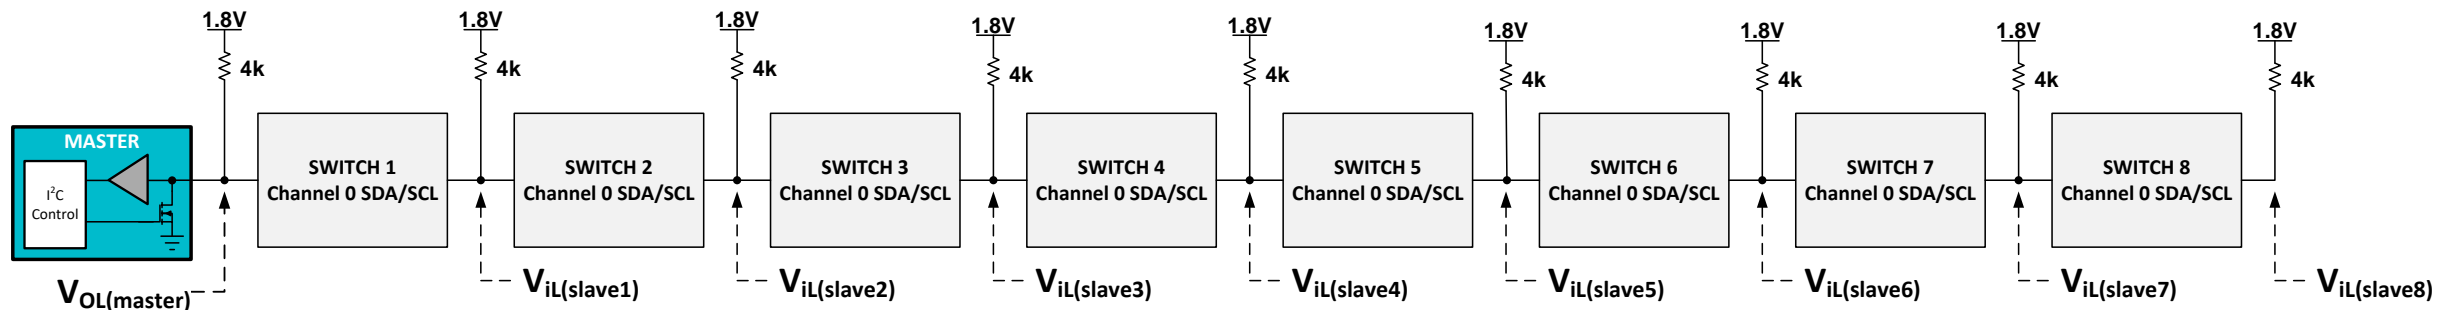 1.8V
1.8V
1.8V
1.8V
1.8V
1.8V
1.8V
1.8V
1.8V
4k
4k
4k
4k
4k
4k
4k
4k
4k
MASTER
I²C
Control
SWITCH 1
Channel 0 SDA/SCL
SWITCH 2
Channel 0 SDA/SCL
SWITCH 3
Channel 0 SDA/SCL
SWITCH 4
Channel 0 SDA/SCL
SWITCH 5
Channel 0 SDA/SCL
SWITCH 6
Channel 0 SDA/SCL
SWITCH 7
Channel 0 SDA/SCL
SWITCH 8
Channel 0 SDA/SCL
VOL(master)
ViL(slave1)
ViL(slave2)
ViL(slave3)
ViL(slave4)
ViL(slave5)
ViL(slave6)
ViL(slave7)
ViL(slave8)